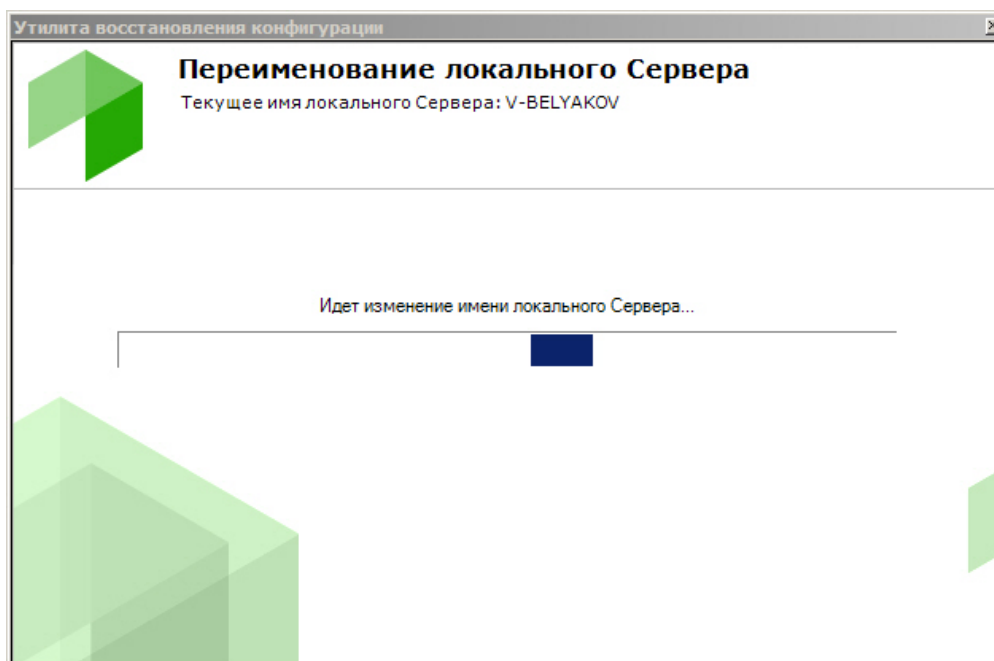 Утилита восстановления конфигурации
Переименование локального Сервера
Текущее имя локального Сервера: V-BELYAKOV
Идет изменение имени локального Сервера...